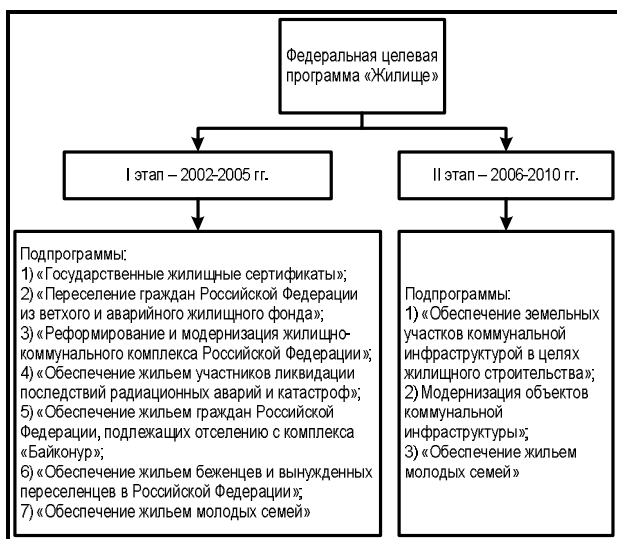 Федеральная целевая
программа «Жилище»
I этап – 2002-2005 гг.
II этап – 2006-2010 гг.
Подпрограммы:
1) «Государственные жилищные сертификаты»;
2) «Переселение граждан Российской Федерации
из ветхого и аварийного жилищного фонда»;
3) «Реформирование и модернизация жилищно-
коммунального комплекса Российской Федерации»;
4) «Обеспечение жильем участников ликвидации
последствий радиационных аварий и катастроф»;
5) «Обеспечение жильем граждан Российской
Федерации, подлежащих отселению с комплекса
«Байконур»;
6) «Обеспечение жильем беженцев и вынужденных
переселенцев в Российской Федерации»;
7) «Обеспечение жильем молодых семей»
Подпрограммы:
1) «Обеспечение земельных
участков коммунальной
инфраструктурой в целях
жилищного строительства»;
2) Модернизация объектов
коммунальной
инфраструктуры»;
3) «Обеспечение жильем
молодых семей»